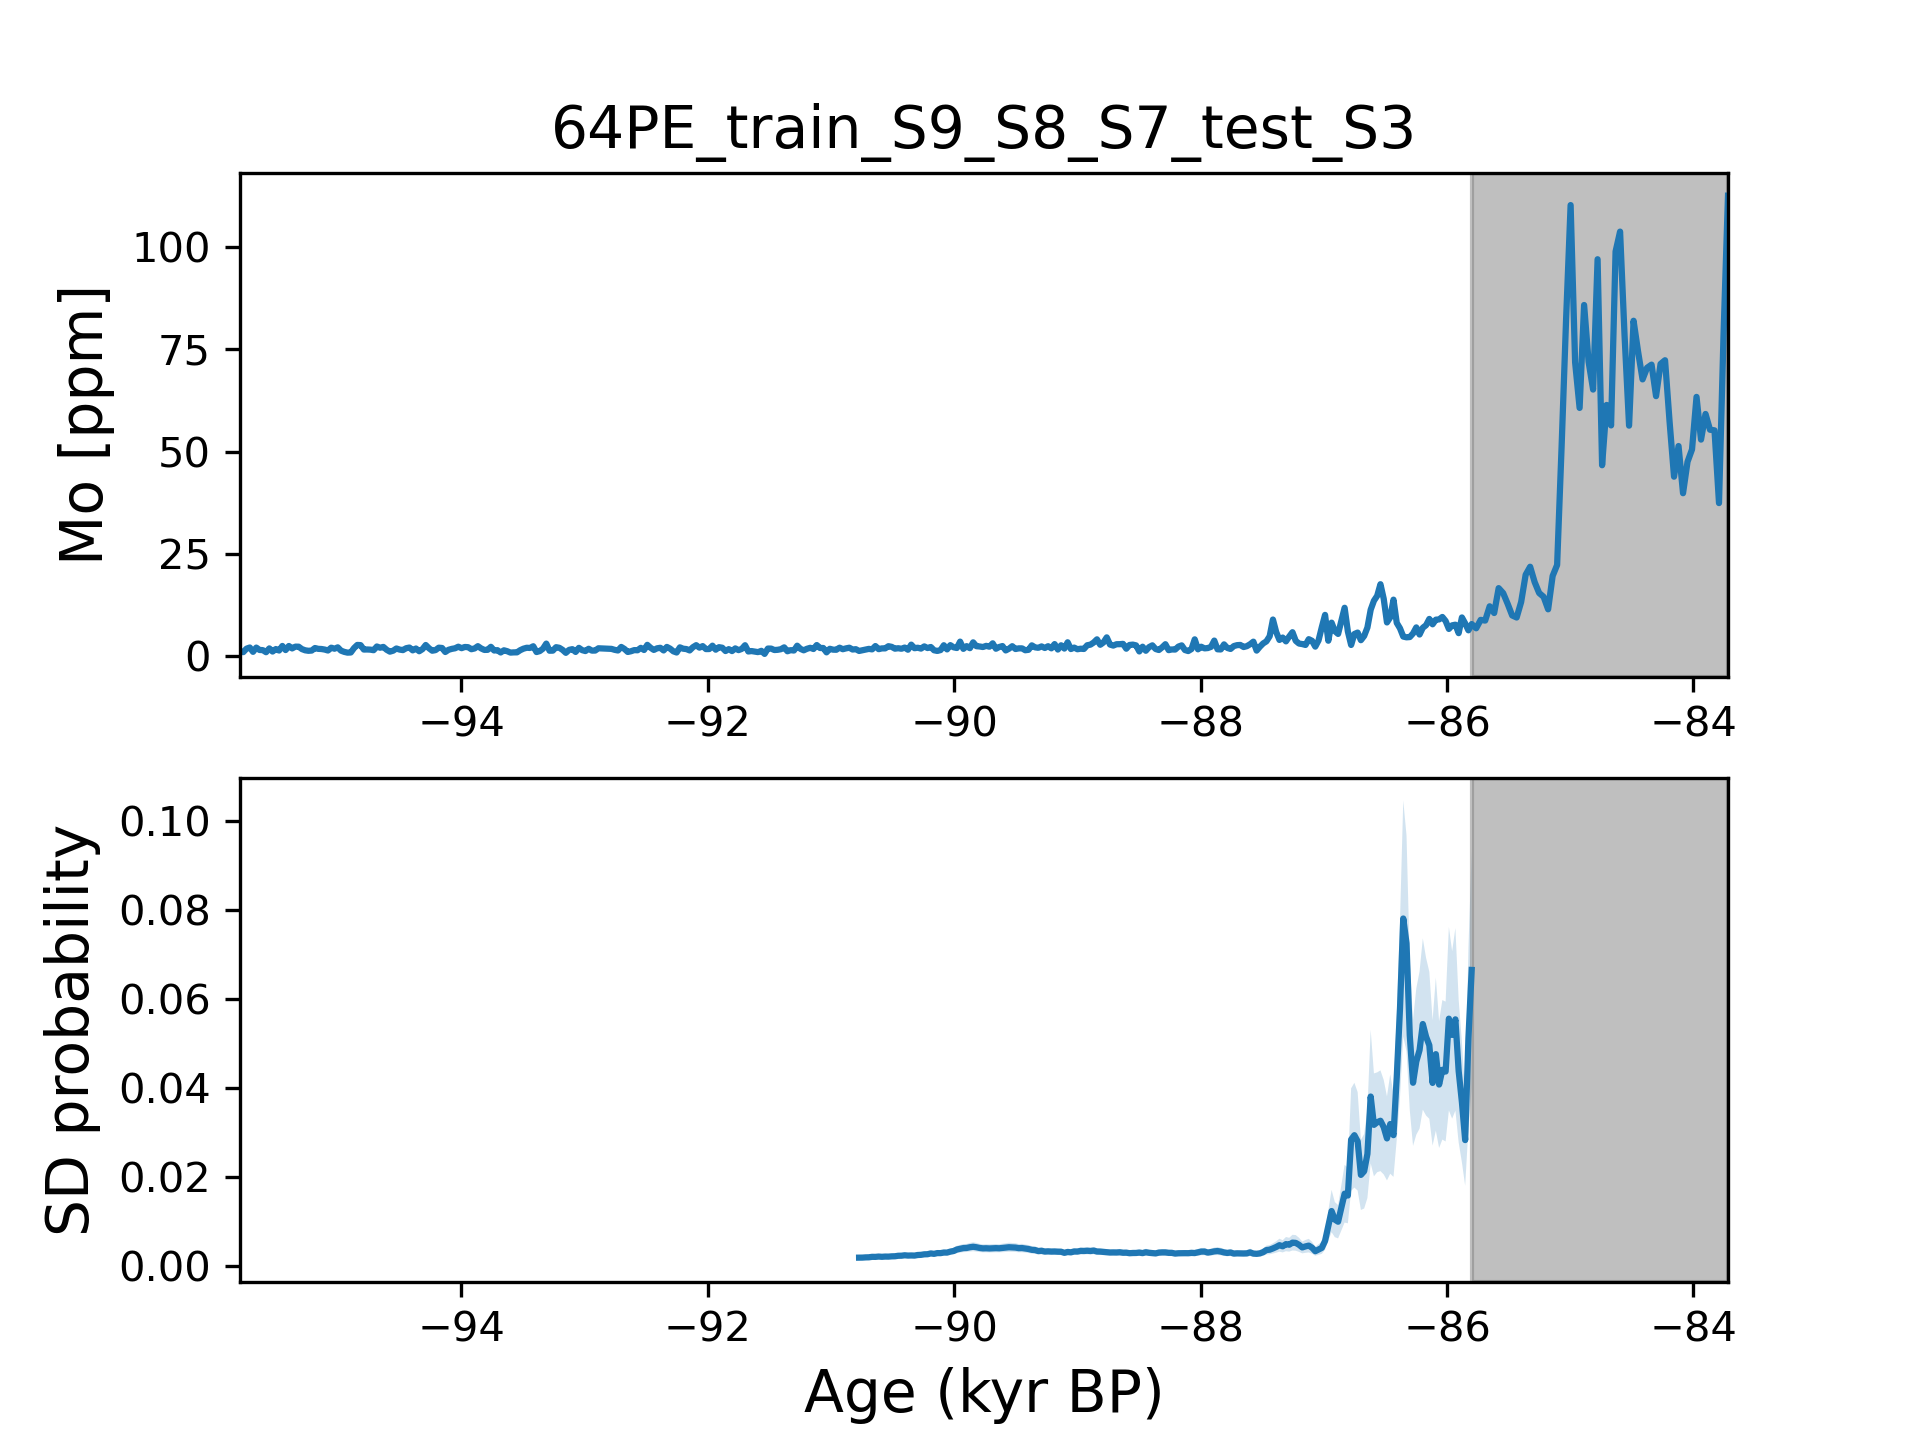 64PE_train_S9_S8_S7_test_S3
Mo [ppm]
100
75
50
25
0
−94 −92 −90 −88 −86 −84
SD probability
0.10
0.08
0.06
0.04
0.02
0.00
−94 −92 −90 −88 −86 −84
Age (kyr BP)